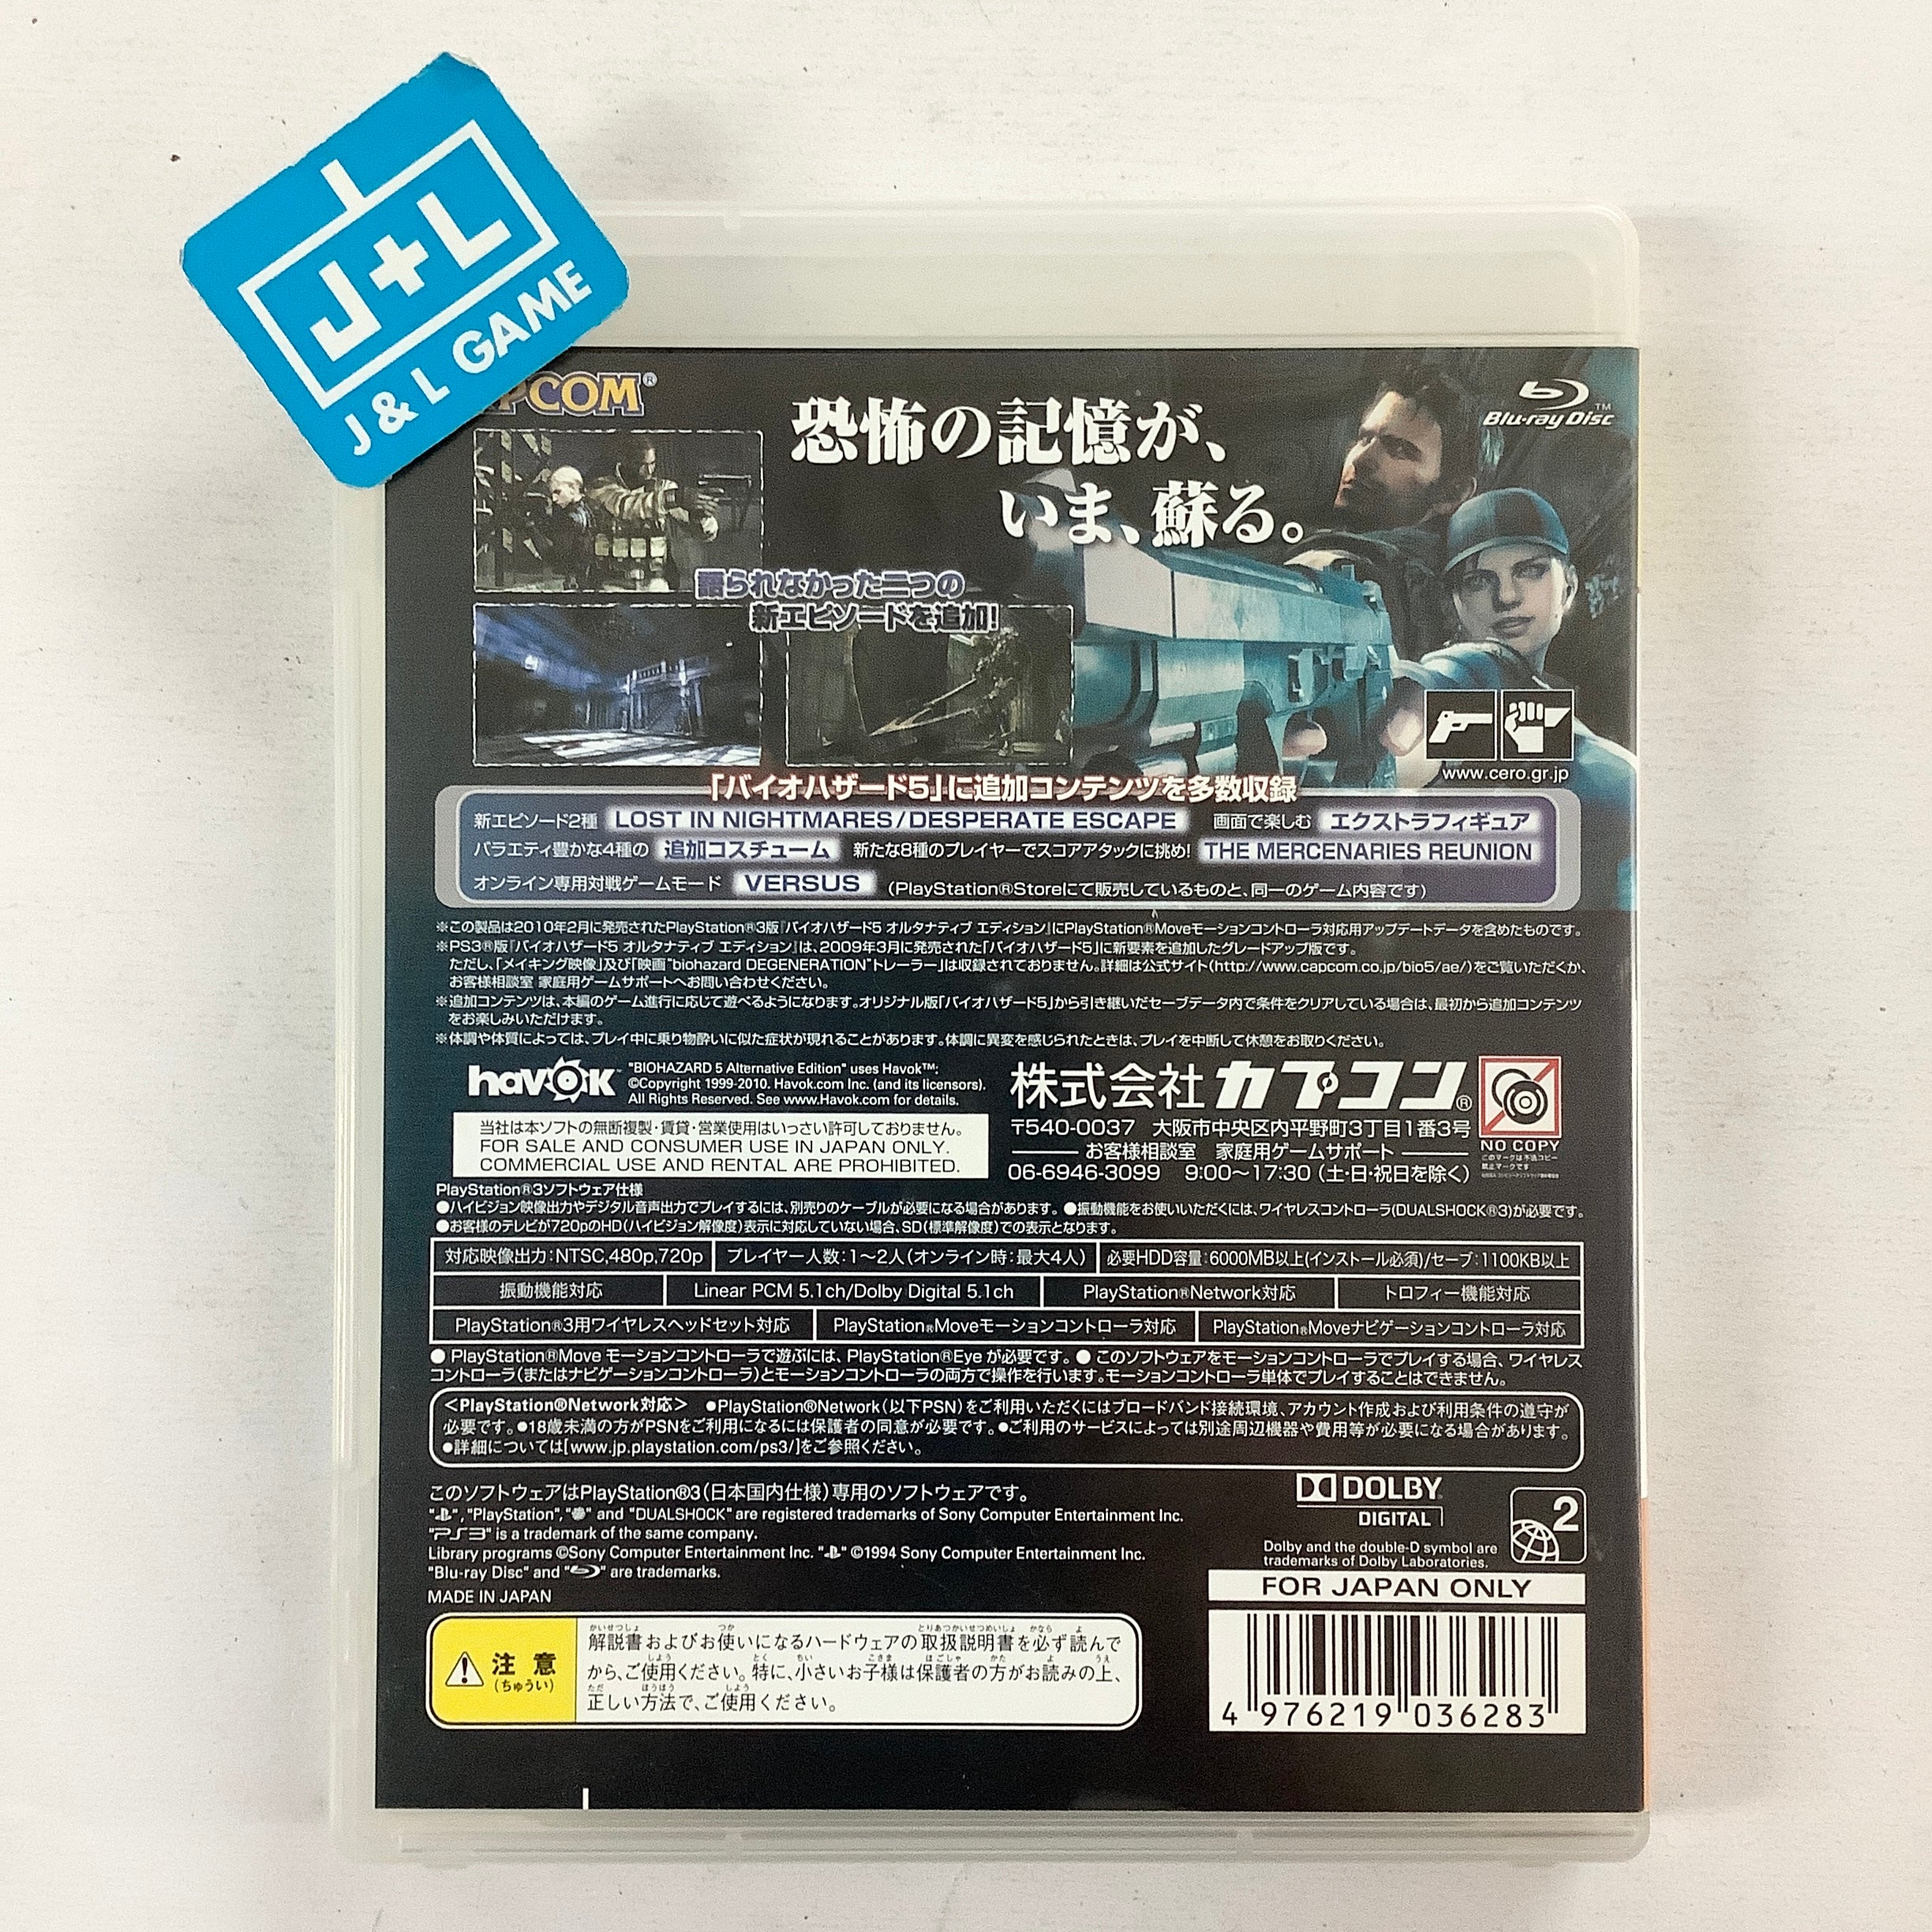 J+L
J & L GAME
PCOM®
恐怖の記憶が、
いま、蘇る。
Blu-ray Disc™
語られなかった二つの
新エピソードを追加!
www.cero.gr.jp
「バイオハザード5」に追加コンテンツを多数収録
新エピソード2種 LOST IN NIGHTMARES/DESPERATE ESCAPE 画面で楽しむ エクストラフィギュア
バラエティ豊かな4種の 追加コスチューム 新たな8種のプレイヤーでスコアアタックに挑め! THE MERCENARIES REUNION
オンライン専用対戦ゲームモード VERSUS (PlayStation®Storeにて販売しているものと、同一のゲーム内容です)
※この製品は2010年2月に発売されたPlayStation®3版『バイオハザード5 オルタナティブ エディション』にPlayStation®Moveモーションコントローラ対応用アップデートデータを含めたものです。
※PS3®版『バイオハザード5 オルタナティブ エディション』は、2009年3月に発売された「バイオハザード5」に新要素を追加したグレードアップ版です。
ただし、「メイキング映像」及び「映画"biohazard DEGENERATION"トレーラー」は収録されておりません。詳細は公式サイト(http://www.capcom.co.jp/bio5/ae/)をご覧いただくか、
お客様相談室 家庭用ゲームサポートへお問い合わせください。
※追加コンテンツは、本編のゲーム進行に応じて遊べるようになります。オリジナル版「バイオハザード5」から引き継いだセーブデータ内で条件をクリアしている場合は、最初から追加コンテンツ
をお楽しみいただけます。
※体調や体質によっては、プレイ中に乗り物酔いに似た症状が現れることがあります。体調に異変を感じられたときは、プレイを中断して休憩をお取りください。
havok™
"BIOHAZARD 5 Alternative Edition" uses Havok™:
©Copyright 1999-2010. Havok.com Inc. (and its licensors).
All Rights Reserved. See www.Havok.com for details.
当社は本ソフトの無断複製・賃貸・営業使用はいっさい許可しておりません。
FOR SALE AND CONSUMER USE IN JAPAN ONLY.
COMMERCIAL USE AND RENTAL ARE PROHIBITED.
株式会社カプコン®
〒540-0037 大阪市中央区内平野町3丁目1番3号
お客様相談室 家庭用ゲームサポート
06-6946-3099 9:00〜17:30(土・日・祝日を除く)
NO COPY
このマークは不法コピー
禁止マークです
PlayStation®3ソフトウェア仕様
●ハイビジョン映像出力やデジタル音声出力でプレイするには、別売りのケーブルが必要になる場合があります。●振動機能をお使いいただくには、ワイヤレスコントローラ(DUALSHOCK®3)が必要です。
●お客様のテレビが720pのHD(ハイビジョン解像度)表示に対応していない場合、SD(標準解像度)での表示となります。
対応映像出力:NTSC,480p,720p プレイヤー人数:1〜2人(オンライン時:最大4人) 必要HDD容量:6000MB以上(インストール必須)/セーブ:1100KB以上
振動機能対応 Linear PCM 5.1ch/Dolby Digital 5.1ch PlayStation®Network対応 トロフィー機能対応
PlayStation®3用ワイヤレスヘッドセット対応 PlayStation®Moveモーションコントローラ対応 PlayStation®Moveナビゲーションコントローラ対応
● PlayStation®Move モーションコントローラで遊ぶには、PlayStation®Eye が必要です。● このソフトウェアをモーションコントローラでプレイする場合、ワイヤレス
コントローラ(またはナビゲーションコントローラ)とモーションコントローラの両方で操作を行います。モーションコントローラ単体でプレイすることはできません。
<PlayStation®Network対応> ●PlayStation®Network(以下PSN)をご利用いただくにはブロードバンド接続環境、アカウント作成および利用条件の遵守が
必要です。●18歳未満の方がPSNをご利用になるには保護者の同意が必要です。●ご利用のサービスによっては別途周辺機器や費用等が必要になる場合があります。
●詳細については[www.jp.playstation.com/ps3/]をご参照ください。
このソフトウェアはPlayStation®3(日本国内仕様)専用のソフトウェアです。
" ", "PlayStation", " " and "DUALSHOCK" are registered trademarks of Sony Computer Entertainment Inc.
"PS3" is a trademark of the same company.
Library programs ©Sony Computer Entertainment Inc. " " ©1994 Sony Computer Entertainment Inc.
"Blu-ray Disc" and " " are trademarks.
MADE IN JAPAN
DOLBY
DIGITAL
2
Dolby and the double-D symbol are
trademarks of Dolby Laboratories.
FOR JAPAN ONLY
注意
(ちゅうい)
かいせつしょ つか とりあつかいせつめいしょ かなら よ
解説書およびお使いになるハードウェアの取扱説明書を必ず読んで
しよう とく ちい こさま ほごしゃ かた よ うえ
から、ご使用ください。特に、小さいお子様は保護者の方がお読みの上、
ただ ほうほう しよう
正しい方法で、ご使用ください。
4 976219 036283